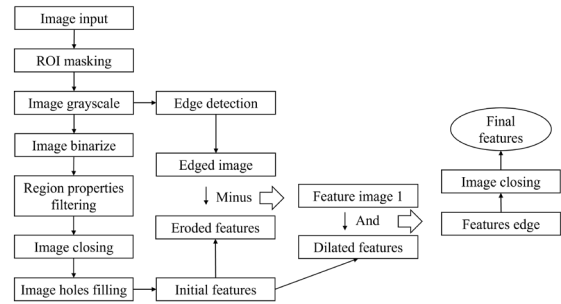 Image input
ROI masking
Image grayscale
Image binarize
Region properties
filtering
Image closing
Image holes filling
Edge detection
Edged image
Minus
Eroded features
Initial features
Feature image 1
And
Dilated features
Final
features
Image closing
Features edge